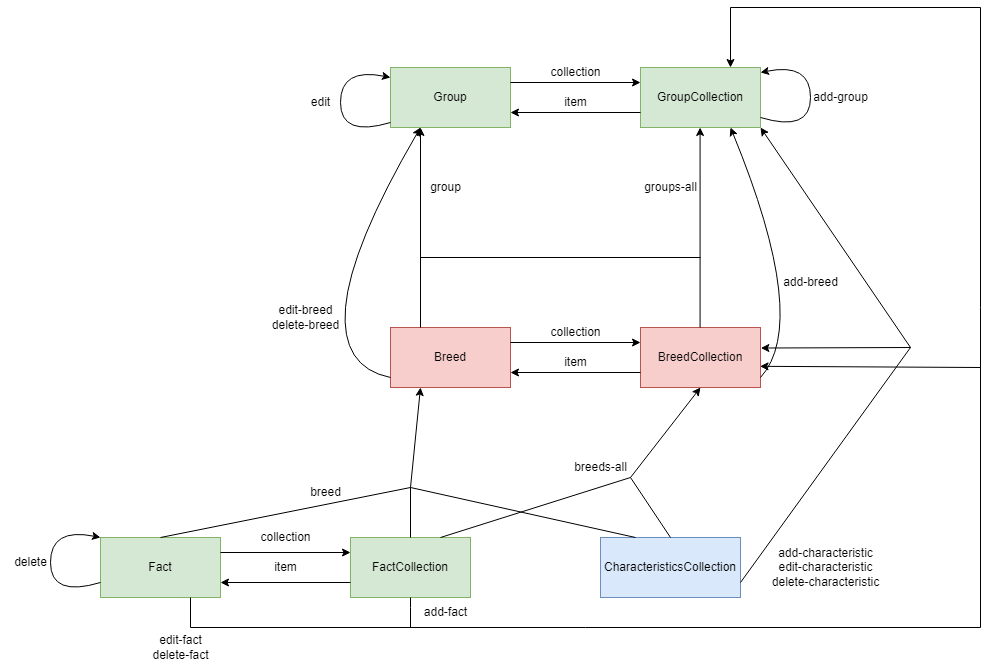 collection
Group
GroupCollection
edit
add-group
item
group
groups-all
add-breed
edit-breed
delete-breed
collection
Breed
BreedCollection
item
breeds-all
breed
collection
delete
Fact
item
FactCollection
CharacteristicsCollection
add-characteristic
edit-characteristic
delete-characteristic
add-fact
edit-fact
delete-fact